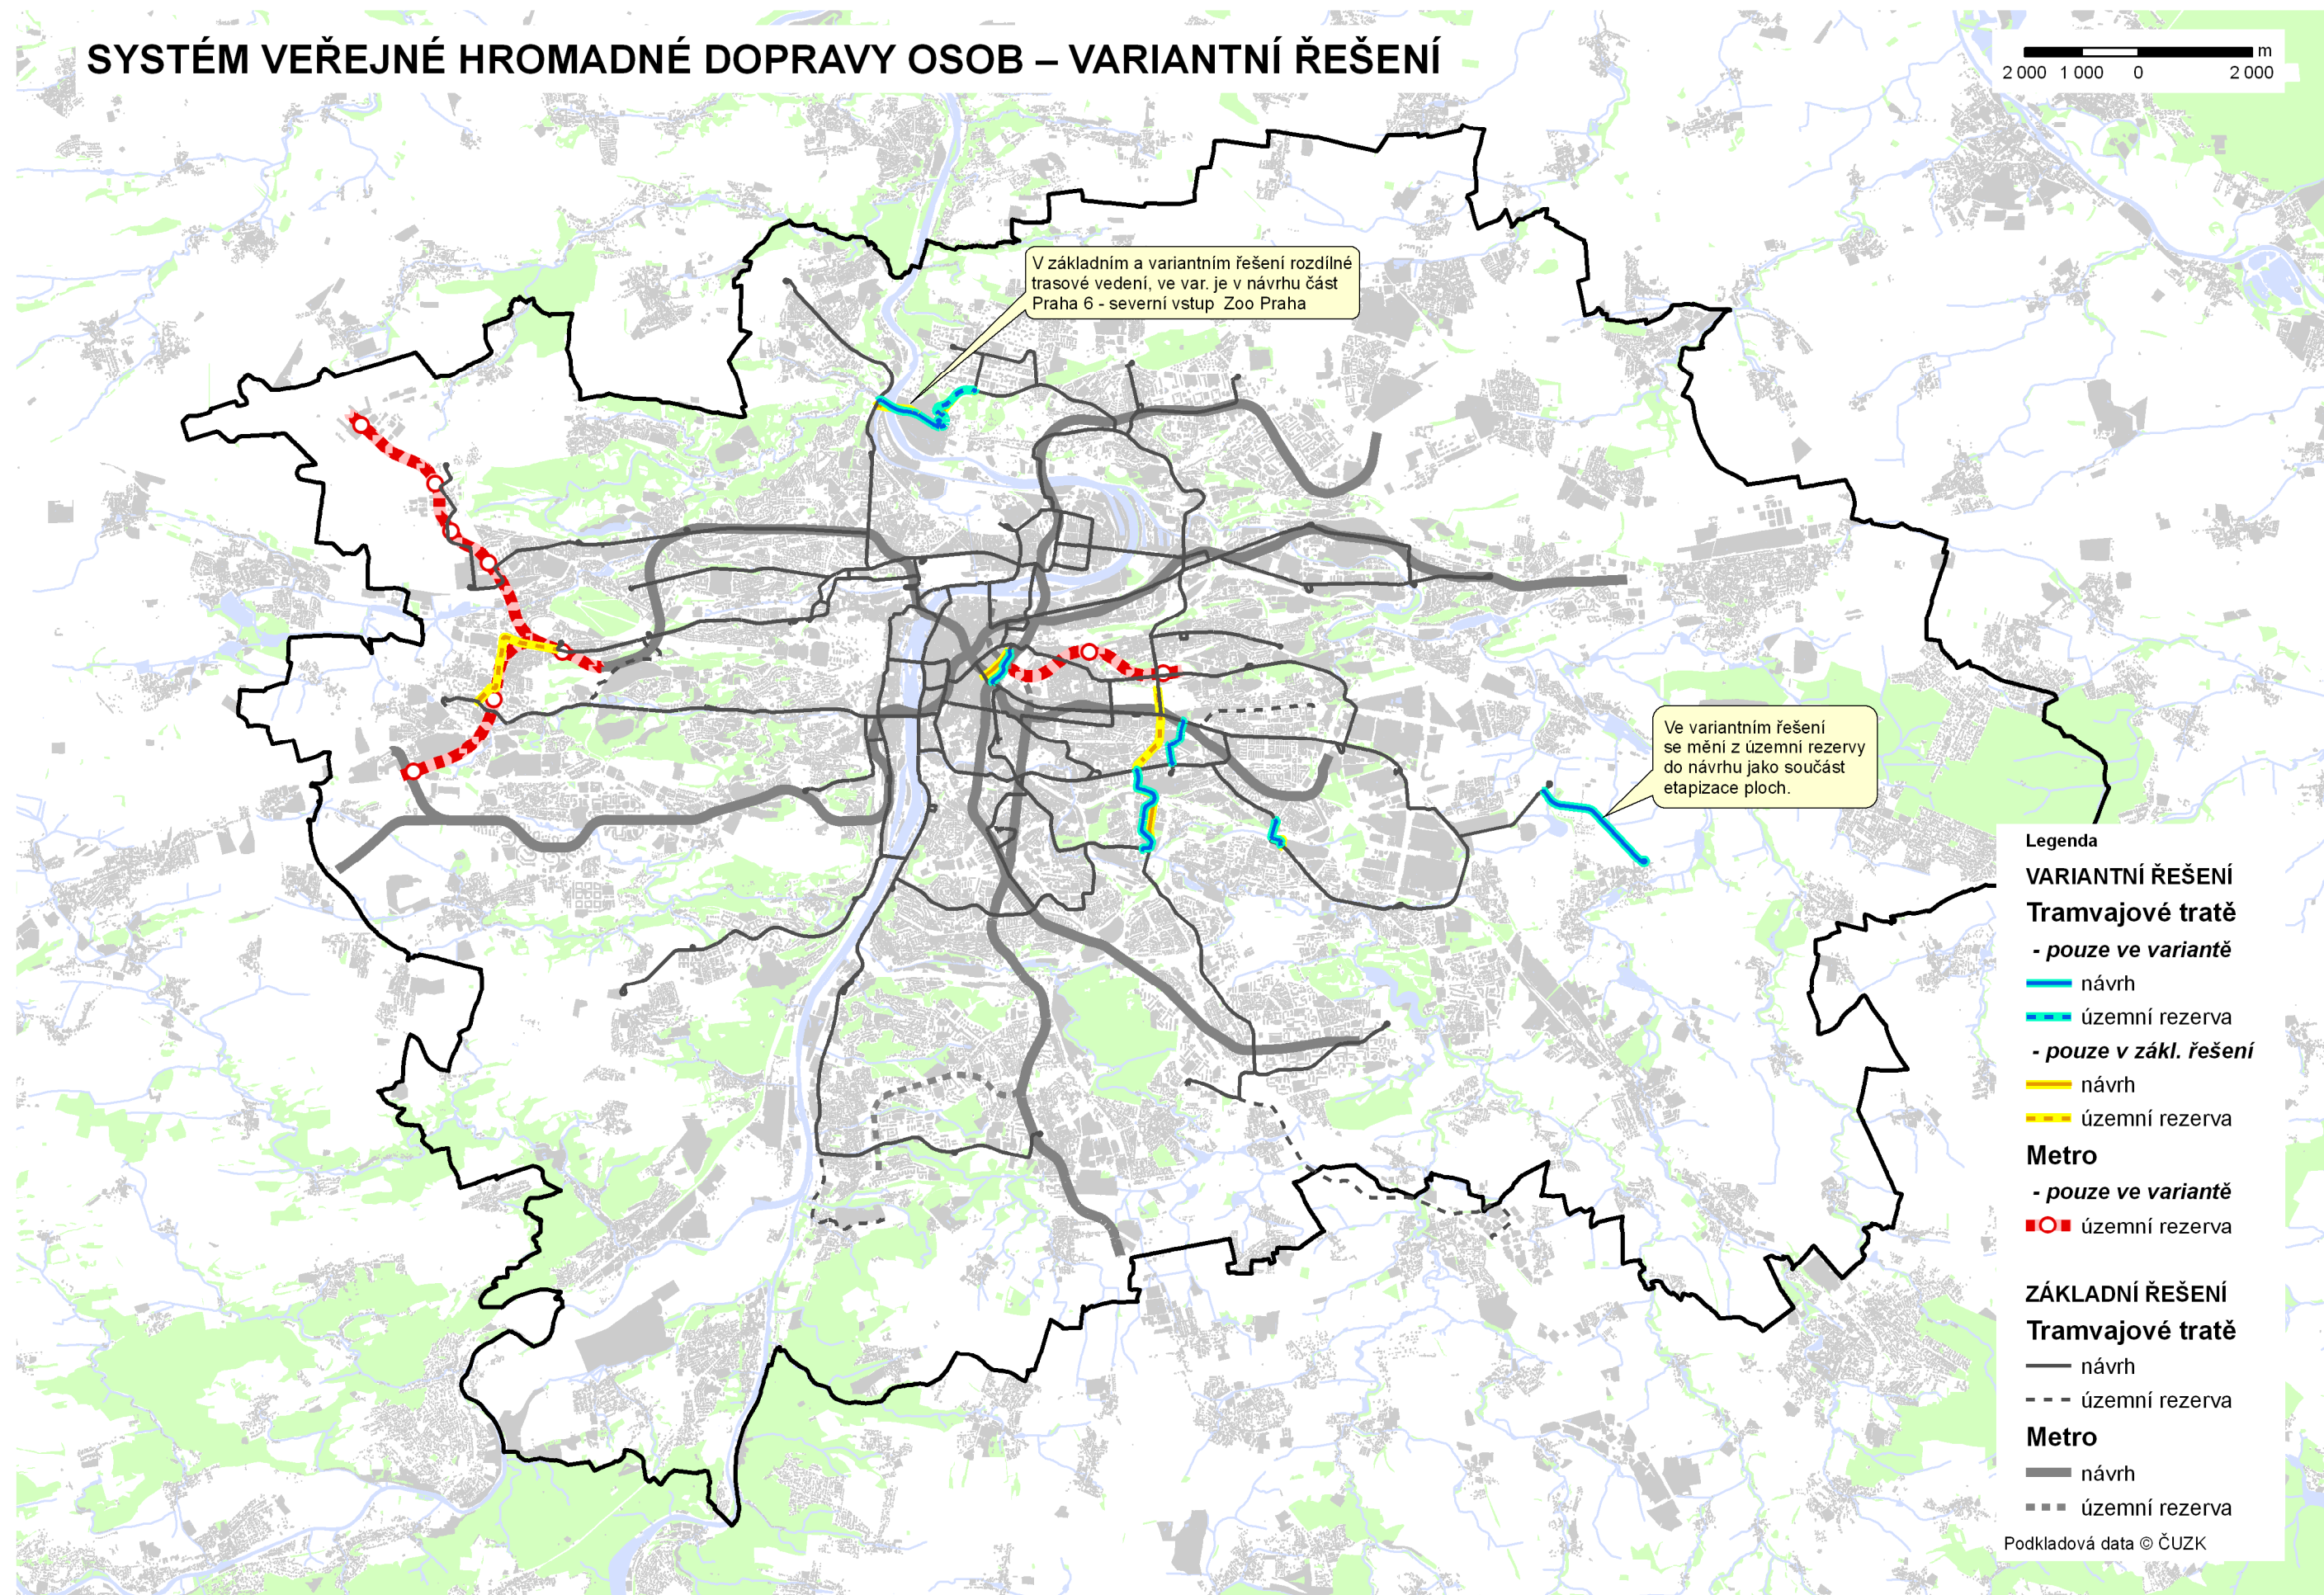 SYSTÉM VEŘEJNÉ HROMADNÉ DOPRAVY OSOB – VARIANTNÍ ŘEŠENÍ
m
2 000 1 000 0 2 000
V základním a variantním řešení rozdílné
trasové vedení, ve var. je v návrhu část
Praha 6 - severní vstup Zoo Praha
Ve variantním řešení
se mění z územní rezervy
do návrhu jako součást
etapizace ploch.
Legenda
VARIANTNÍ ŘEŠENÍ
Tramvajové tratě
- pouze ve variantě
návrh
územní rezerva
- pouze v zákl. řešení
návrh
územní rezerva
Metro
- pouze ve variantě
územní rezerva
ZÁKLADNÍ ŘEŠENÍ
Tramvajové tratě
návrh
územní rezerva
Metro
návrh
územní rezerva
Podkladová data © ČUZK